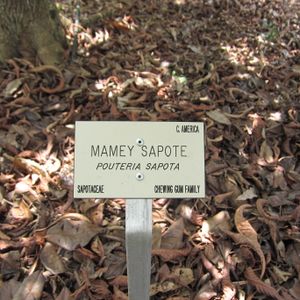 C. AMERICA
MAMEY SAPOTE
POUTERIA SAPOTA
SAPOTACEAE CHEWING GUM FAMILY